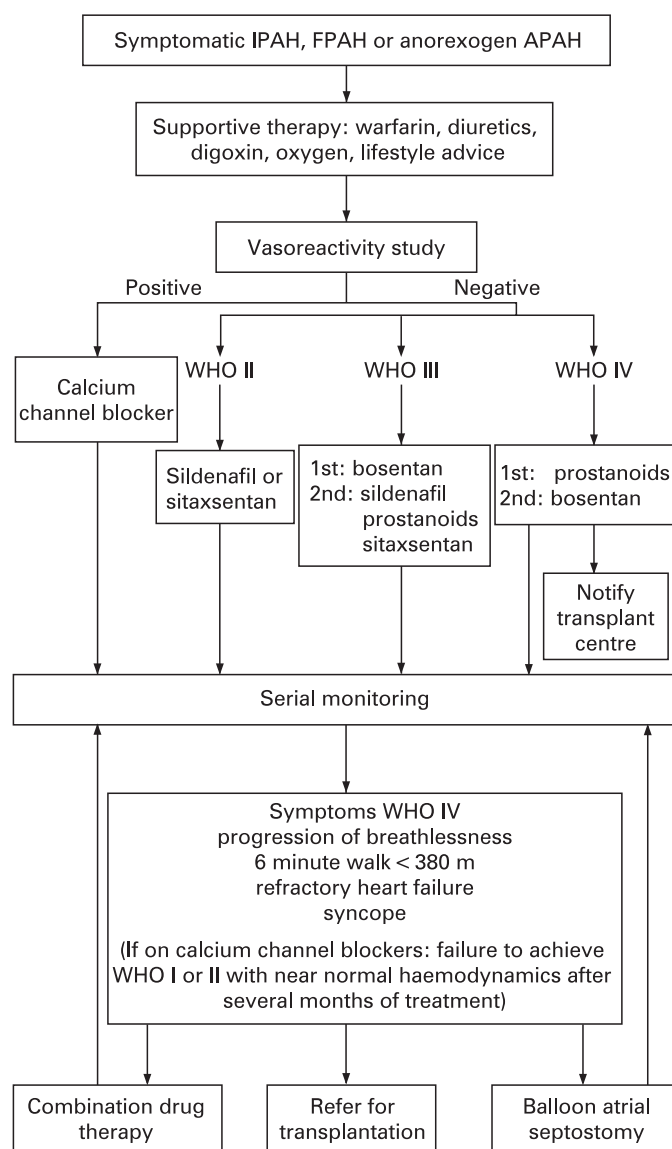 Symptomatic IPAH, FPAH or anorexogen APAH
Supportive therapy: warfarin, diuretics,
digoxin, oxygen, lifestyle advice
Vasoreactivity study
Positive
Negative
Calcium
channel blocker
WHO II
WHO III
WHO IV
Sildenafil or
sitaxsentan
1st: bosentan
2nd: sildenafil
prostanoids
sitaxsentan
1st: prostanoids
2nd: bosentan
Notify
transplant
centre
Serial monitoring
Symptoms WHO IV
progression of breathlessness
6 minute walk < 380 m
refractory heart failure
syncope
(If on calcium channel blockers: failure to achieve
WHO I or II with near normal haemodynamics after
several months of treatment)
Combination drug
therapy
Refer for
transplantation
Balloon atrial
septostomy